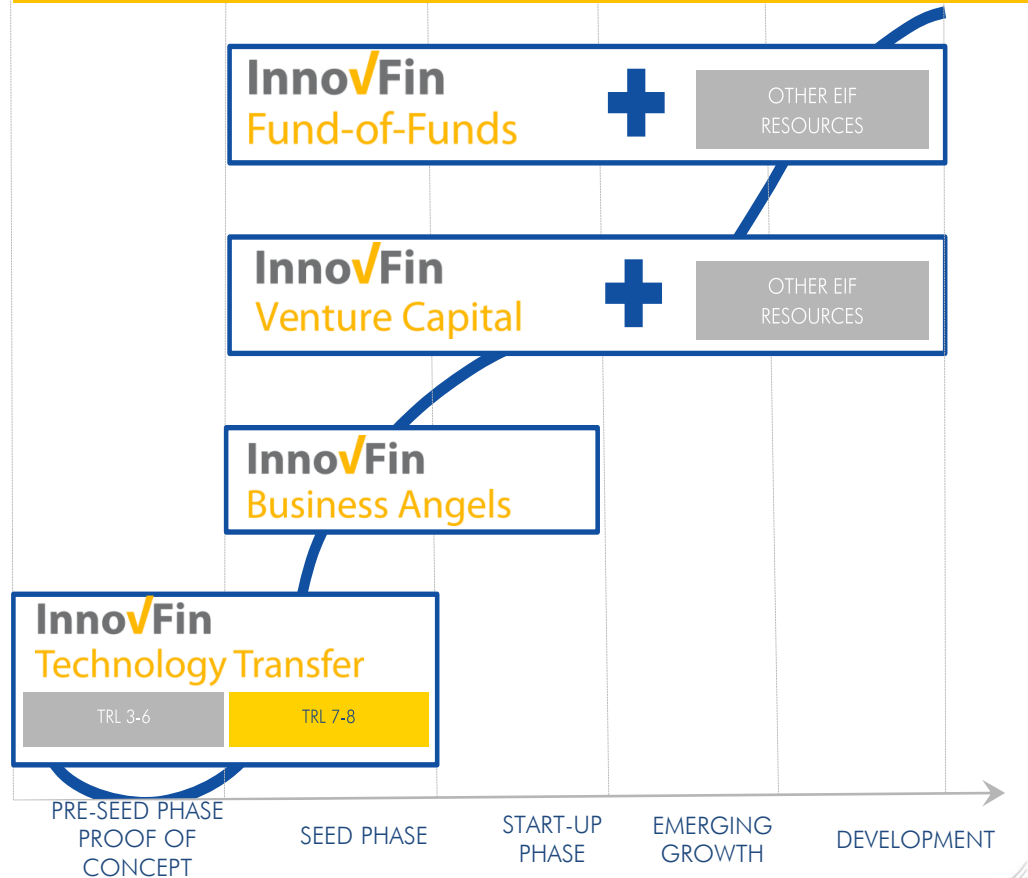 InnovFin
Fund-of-Funds
OTHER EIF
RESOURCES
InnovFin
Venture Capital
OTHER EIF
RESOURCES
InnovFin
Business Angels
InnovFin
Technology Transfer
TRL 3-6
TRL 7-8
PRE-SEED PHASE
PROOF OF
CONCEPT
SEED PHASE
START-UP
PHASE
EMERGING
GROWTH
DEVELOPMENT